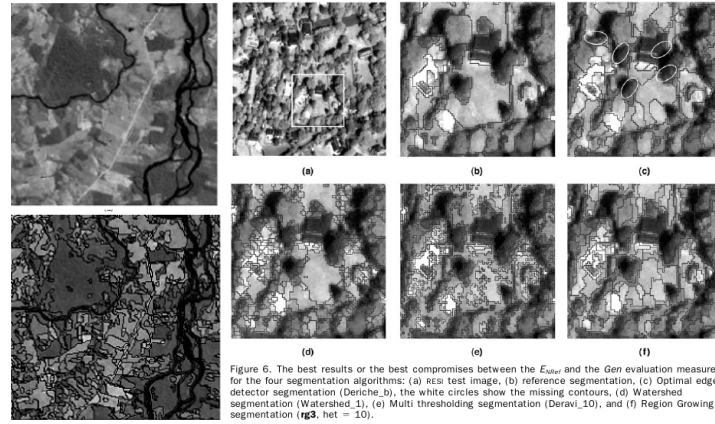 (a)
(b)
(c)
(d)
(e)
(f)
Figure 6. The best results or the best compromises between the E_NRef and the Gen evaluation measure
for the four segmentation algorithms: (a) RESI test image, (b) reference segmentation, (c) Optimal edge
detector segmentation (Deriche_b), the white circles show the missing contours, (d) Watershed
segmentation (Watershed_1), (e) Multi thresholding segmentation (Deravi_10), and (f) Region Growing
segmentation (rg3, het = 10).